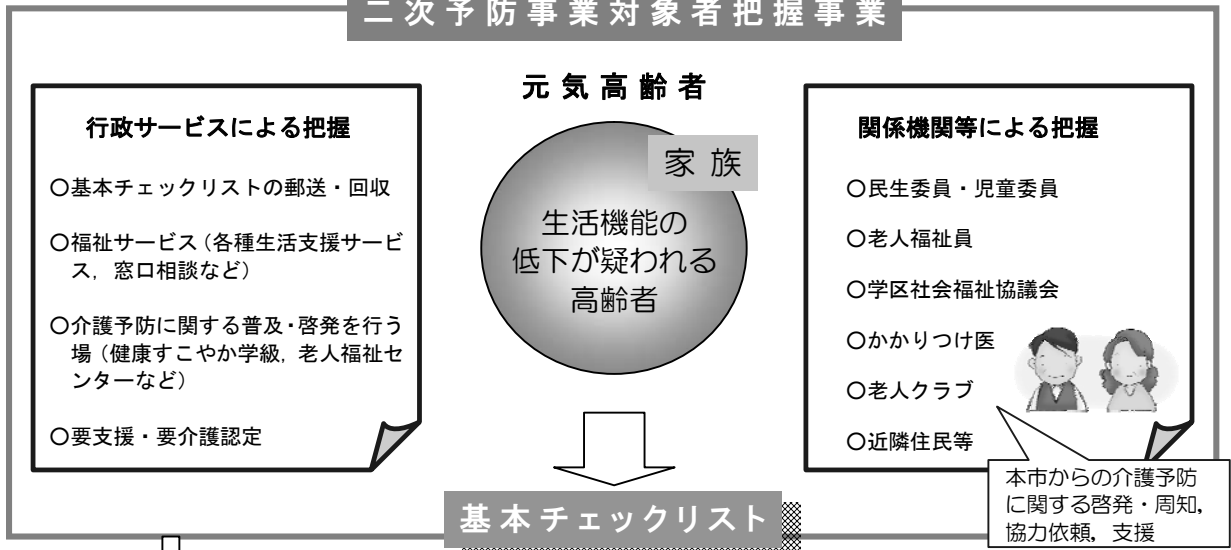 二次予防事業対象者把握事業
行政サービスによる把握
○基本チェックリストの郵送・回収
○福祉サービス（各種生活支援サービ
ス，窓口相談など）
○介護予防に関する普及・啓発を行う
場（健康すこやか学級，老人福祉セ
ンターなど）
○要支援・要介護認定
元気高齢者
家族
生活機能の
低下が疑われる
高齢者
関係機関等による把握
○民生委員・児童委員
○老人福祉員
○学区社会福祉協議会
○かかりつけ医
○老人クラブ
○近隣住民等
本市からの介護予防
に関する啓発・周知，
協力依頼，支援
基本チェックリスト